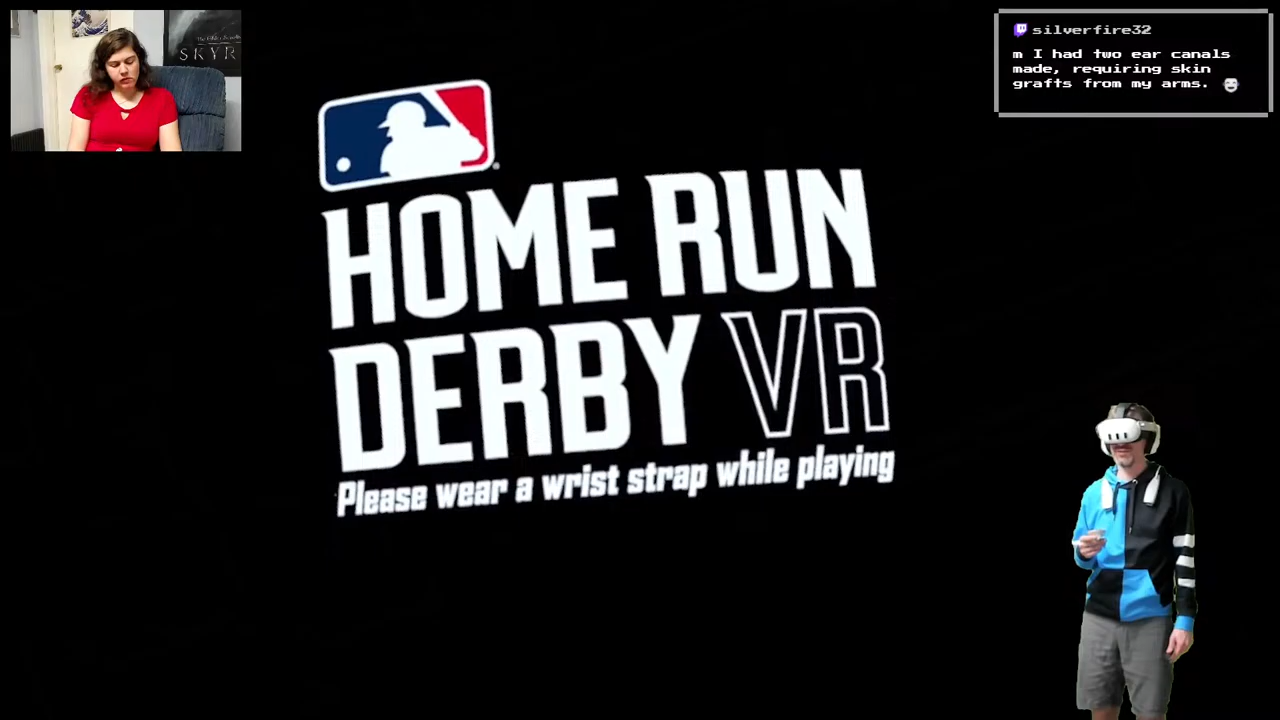 SKYR
silverfire32
m I had two ear canals
made, requiring skin
grafts from my arms.
HOME RUN
DERBY VR
Please wear a wrist strap while playing